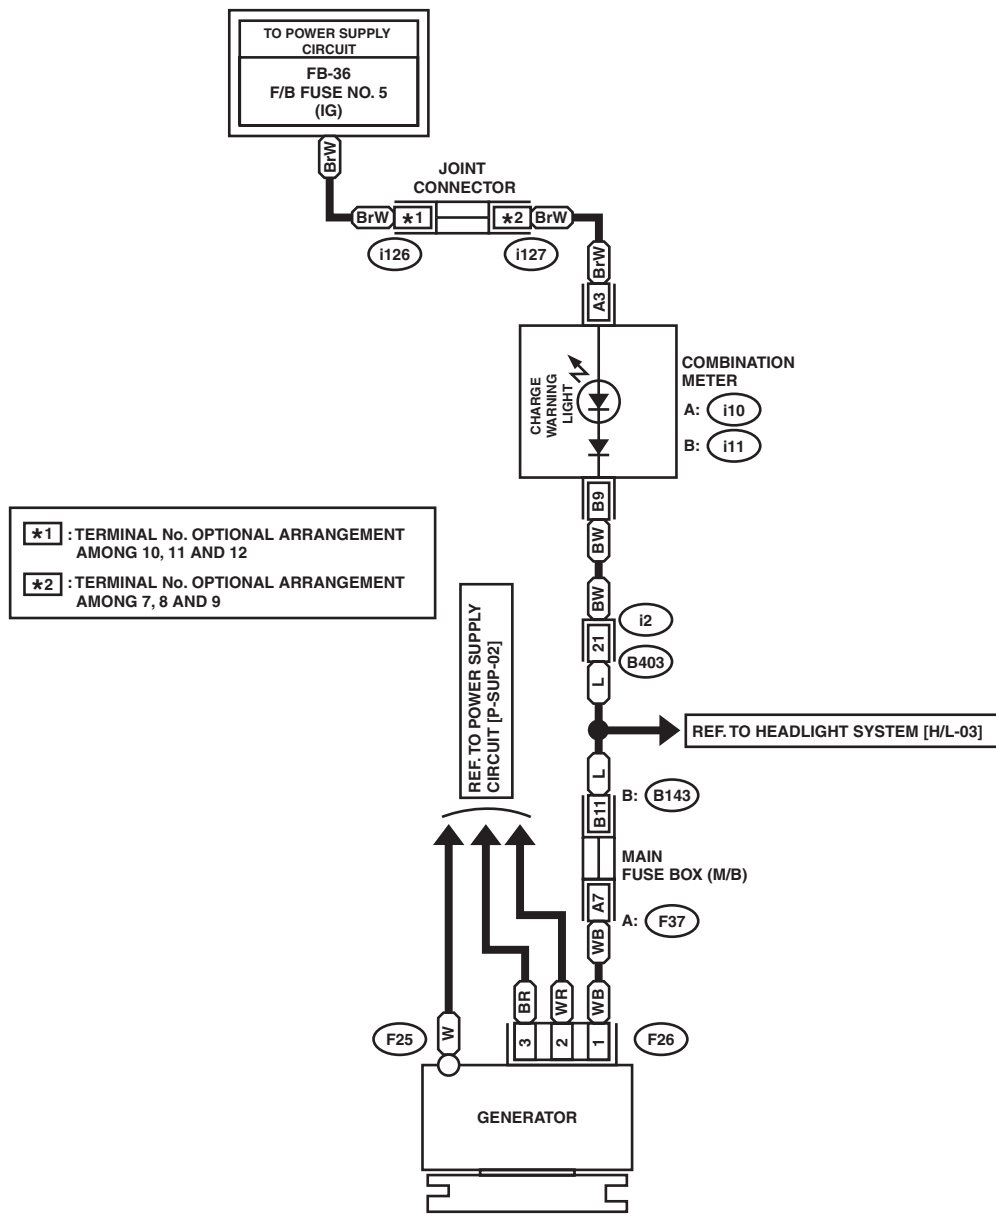 TO POWER SUPPLY
CIRCUIT
FB-36
F/B FUSE NO. 5
(IG)
BrW
JOINT
CONNECTOR
BrW
*1
*2
BrW
i126
i127
BrW
A3
CHARGE
WARNING
LIGHT
COMBINATION
METER
A: i10
B: i11
B9
BW
*1 : TERMINAL No. OPTIONAL ARRANGEMENT
AMONG 10, 11 AND 12
*2 : TERMINAL No. OPTIONAL ARRANGEMENT
AMONG 7, 8 AND 9
BW
i2
21
B403
L
REF. TO POWER SUPPLY
CIRCUIT [P-SUP-02]
REF. TO HEADLIGHT SYSTEM [H/L-03]
L
B: B143
B11
MAIN
FUSE BOX (M/B)
A7
A: F37
WB
BR
WR
WB
F25
W
3
2
1
F26
GENERATOR